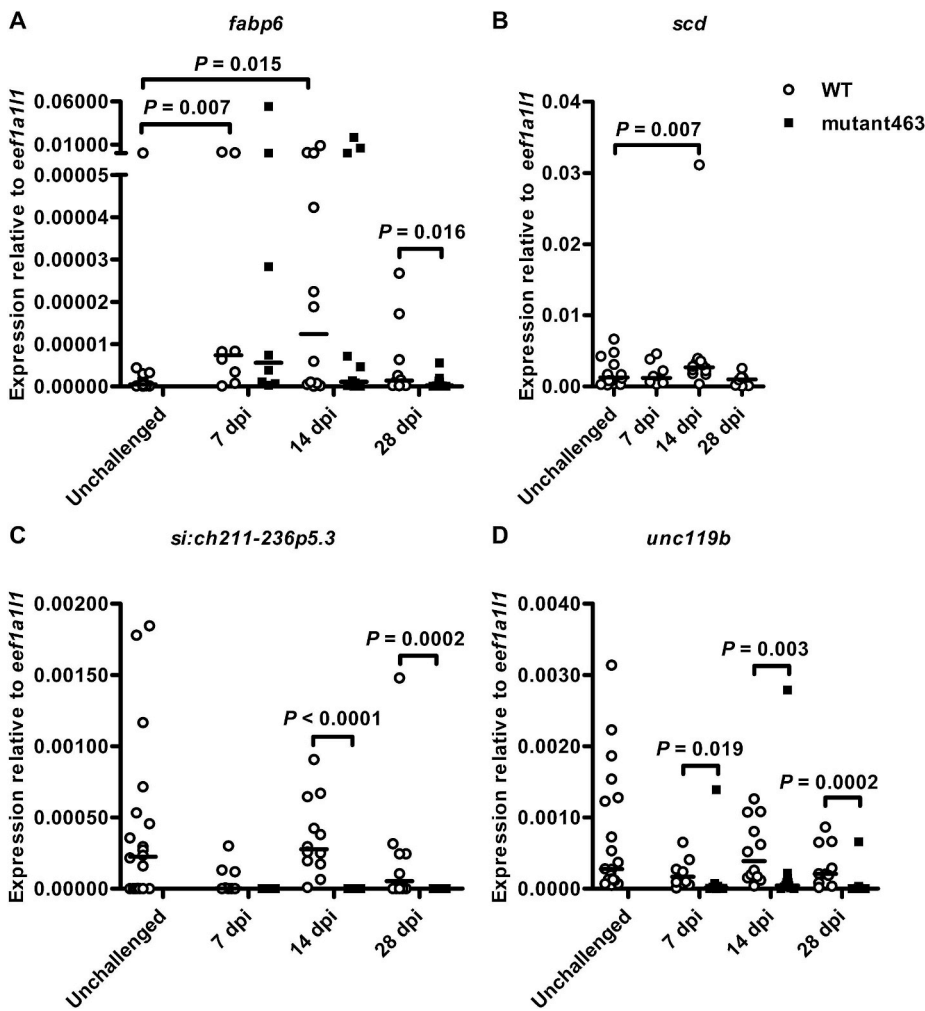 A
fabp6
Expression relative to eef1a1l1
0.06000
0.01000
0.00005
0.00004
0.00003
0.00002
0.00001
0.00000
P = 0.015
P = 0.007
P = 0.016
Unchallenged
7 dpi
14 dpi
28 dpi
B
scd
Expression relative to eef1a1l1
0.04
0.03
0.02
0.01
0.00
P = 0.007
Unchallenged
7 dpi
14 dpi
28 dpi
WT
mutant463
C
si:ch211-236p5.3
Expression relative to eef1a1l1
0.00200
0.00150
0.00100
0.00050
0.00000
P < 0.0001
P = 0.0002
Unchallenged
7 dpi
14 dpi
28 dpi
D
unc119b
Expression relative to eef1a1l1
0.0040
0.0030
0.0020
0.0010
0.0000
P = 0.019
P = 0.003
P = 0.0002
Unchallenged
7 dpi
14 dpi
28 dpi